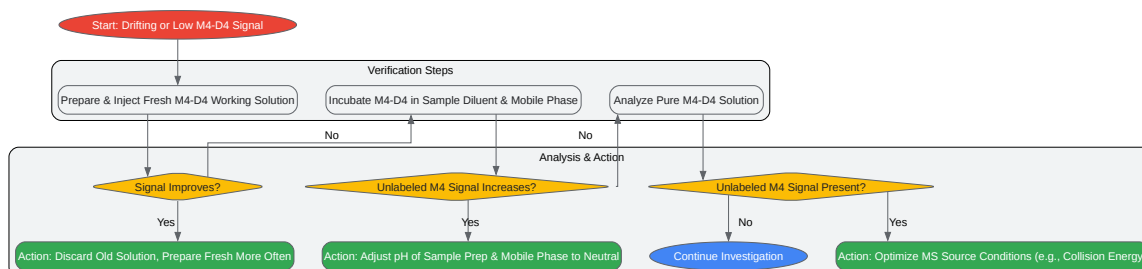 Start: Drifting or Low M4-D4 Signal
Verification Steps
Prepare & Inject Fresh M4-D4 Working Solution
Incubate M4-D4 in Sample Diluent & Mobile Phase
Analyze Pure M4-D4 Solution
No
No
Analysis & Action
Signal Improves?
Unlabeled M4 Signal Increases?
Unlabeled M4 Signal Present?
Yes
Yes
No
Yes
Action: Discard Old Solution, Prepare Fresh More Often
Action: Adjust pH of Sample Prep & Mobile Phase to Neutral
Continue Investigation
Action: Optimize MS Source Conditions (e.g., Collision Energy